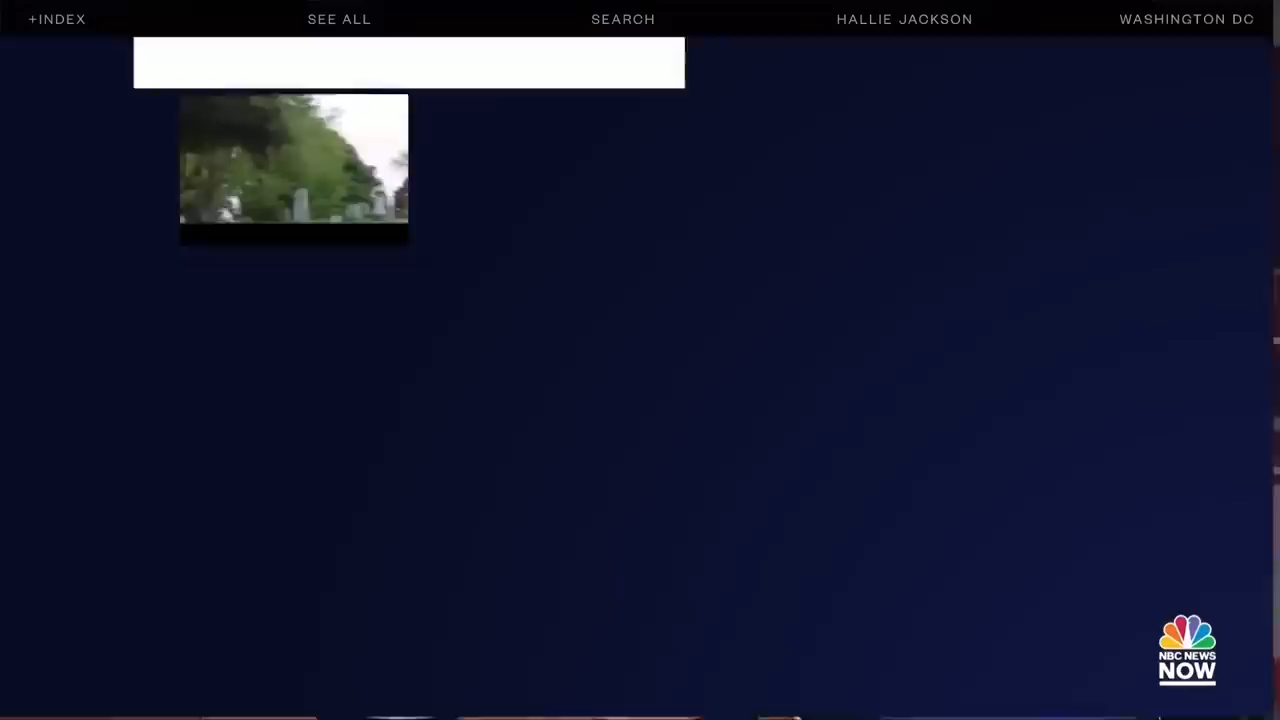 +INDEX
SEE ALL
SEARCH
HALLIE JACKSON
WASHINGTON DC
NBC NEWS
NOW